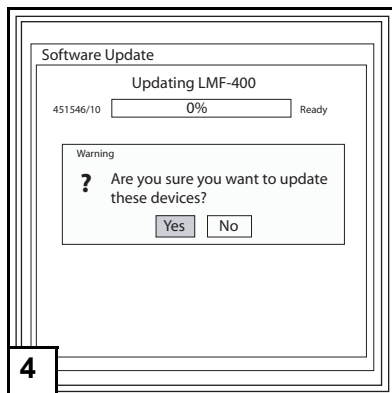 Software Update
Updating LMF-400
451546/10 0% Ready
Warning
? Are you sure you want to update
these devices?
Yes No
4